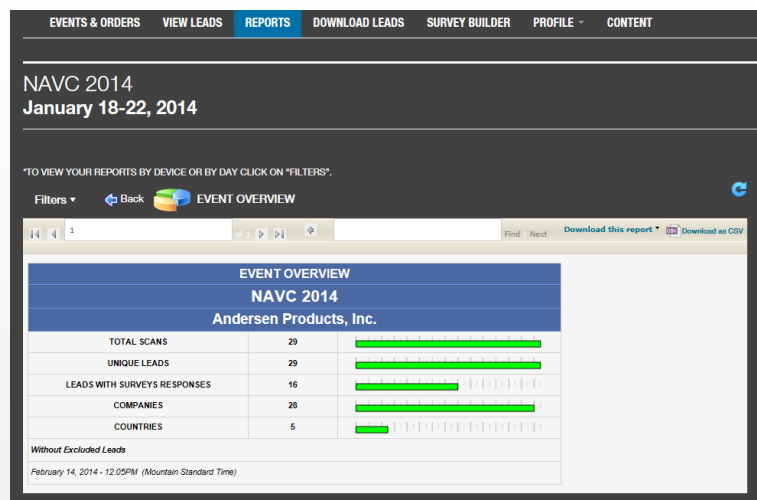 EVENTS & ORDERS VIEW LEADS REPORTS DOWNLOAD LEADS SURVEY BUILDER PROFILE CONTENT
NAVC 2014
January 18-22, 2014
*TO VIEW YOUR REPORTS BY DEVICE OR BY DAY CLICK ON "FILTERS".
Filters Back EVENT OVERVIEW
1 of 1 Find Next Download this report CSV Download as CSV
EVENT OVERVIEW
NAVC 2014
Andersen Products, Inc.
TOTAL SCANS 29
UNIQUE LEADS 29
LEADS WITH SURVEYS RESPONSES 16
COMPANIES 28
COUNTRIES 5
Without Excluded Leads
February 14, 2014 - 12:05PM (Mountain Standard Time)